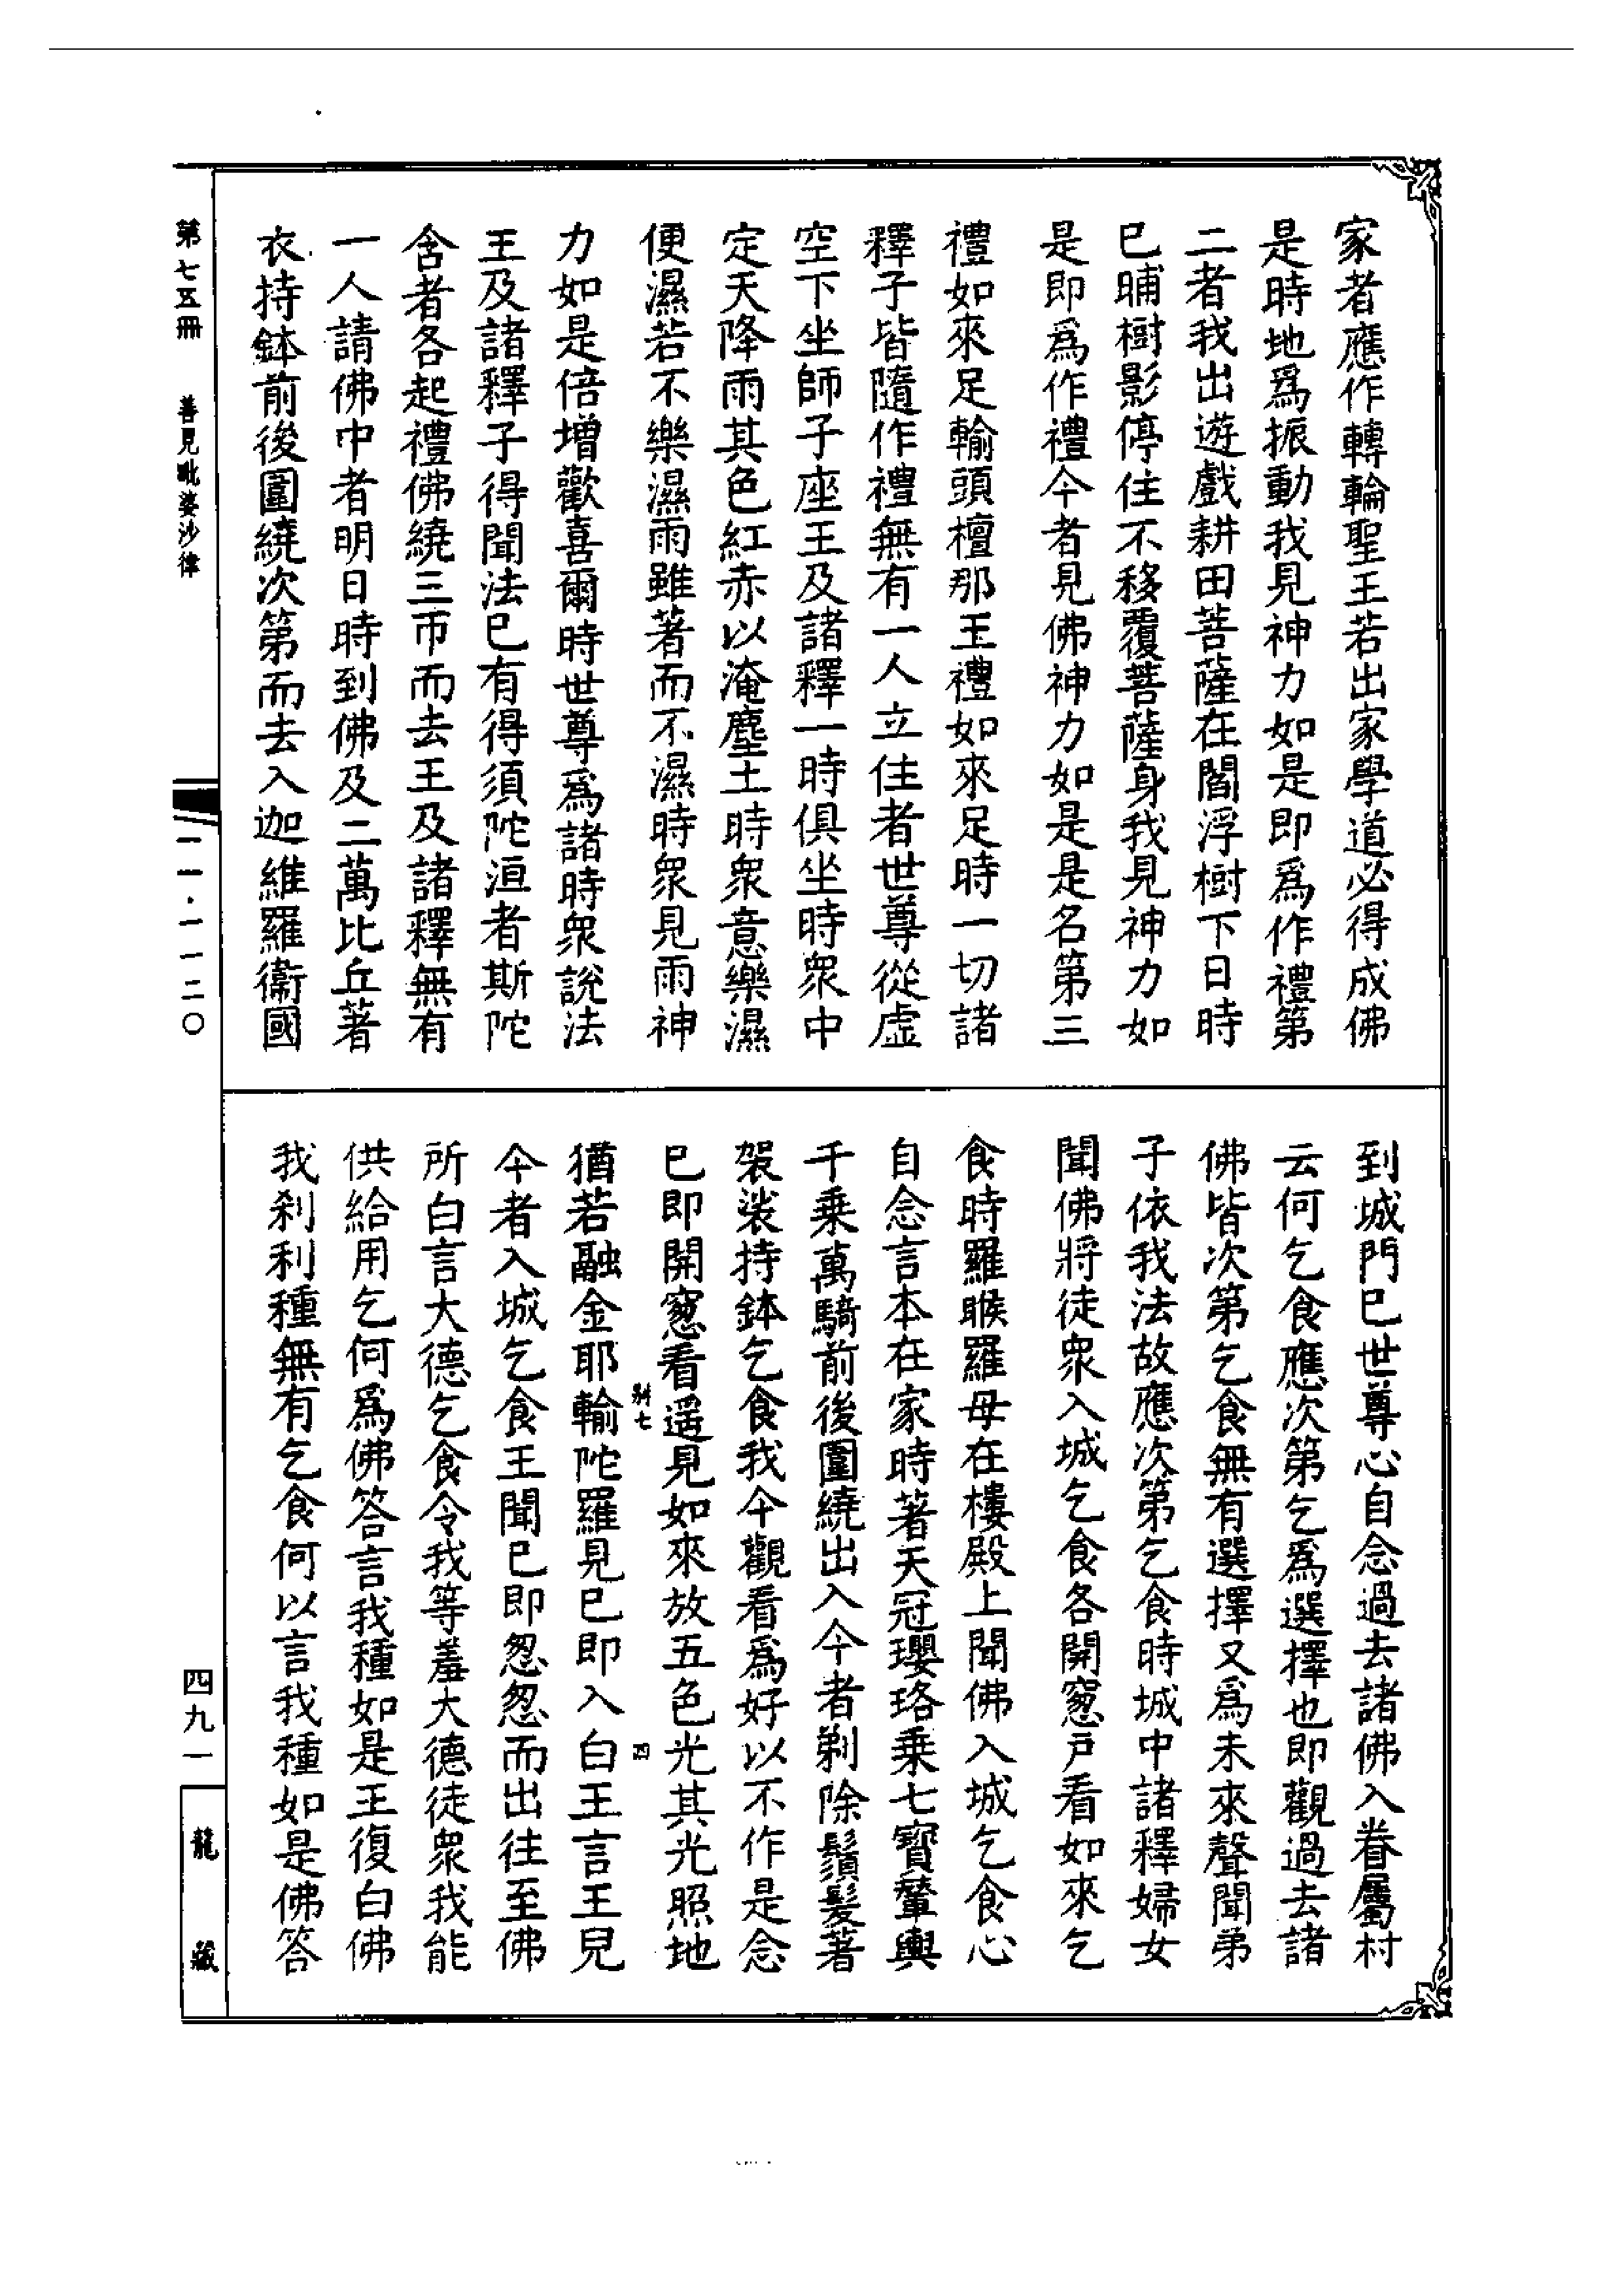 家者應作轉輪聖王若出家學道必得成佛
是時地爲振動我見神力如是即爲作禮第
二者我出遊戲耕田菩薩在閻浮樹下日時
已晡樹影停住不移覆菩薩身我見神力如
是即爲作禮今者見佛神力如是是名第三
禮如來足輸頭檀那王禮如來足時一切諸
釋子皆隨作禮無有一人立住者世尊從虛
空下坐師子座王及諸釋一時俱坐時衆中
定天降雨其色紅赤以淹塵土時衆意樂濕
便濕若不樂濕雨雖著而不濕時衆見雨神
力如是倍增歡喜爾時世尊爲諸時衆說法
王及諸釋子得聞法已有得須陀洹者斯陀
含者各起禮佛繞三帀而去王及諸釋無有
一人請佛中者明日時到佛及二萬比丘著
衣持鉢前後圍繞次第而去入迦維羅衞國
到城門已世尊心自念過去諸佛入眷屬村
云何乞食應次第乞爲選擇也即觀過去諸
佛皆次第乞食無有選擇又爲未來聲聞弟
子依我法故應次第乞食時城中諸釋婦女
聞佛將徒衆入城乞食各開窻戶看如來乞
食時羅睺羅母在樓殿上聞佛入城乞食心
自念言本在家時著天冠瓔珞乘七寶輦輿
千乘萬騎前後圍繞出入今者剃除鬚髮著
袈裟持鉢乞食我今觀看爲好以不作是念
已即開窻看遥見如來放五色光其光照地
猶若融金耶輸陀羅見已即入白王言王兒
今者入城乞食王聞已即怱怱而出往至佛
所白言大德乞食令我等羞大德徒衆我能
供給用乞何爲佛答言我種如是王復白佛
我刹利種無有乞食何以言我種如是佛答
七
四
第七五冊
善見毗婆沙律
一一·一一二〇
四九一
龍藏